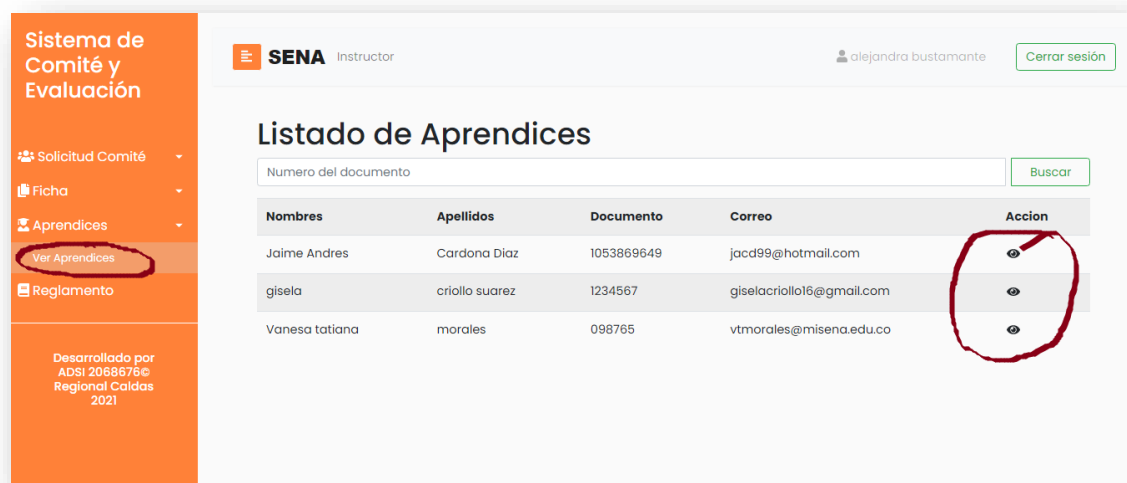 Sistema de
Comité y
Evaluación
Solicitud Comité
Ficha
Aprendices
Ver Aprendices
Reglamento
Desarrollado por
ADSI 2068676©
Regional Caldas
2021
SENA Instructor alejandra bustamante Cerrar sesión
Listado de Aprendices
Numero del documento Buscar
Nombres Apellidos Documento Correo Accion
Jaime Andres Cardona Diaz 1053869649 jacd99@hotmail.com
gisela criollo suarez 1234567 giselacriollo16@gmail.com
Vanesa tatiana morales 098765 vtmorales@misena.edu.co